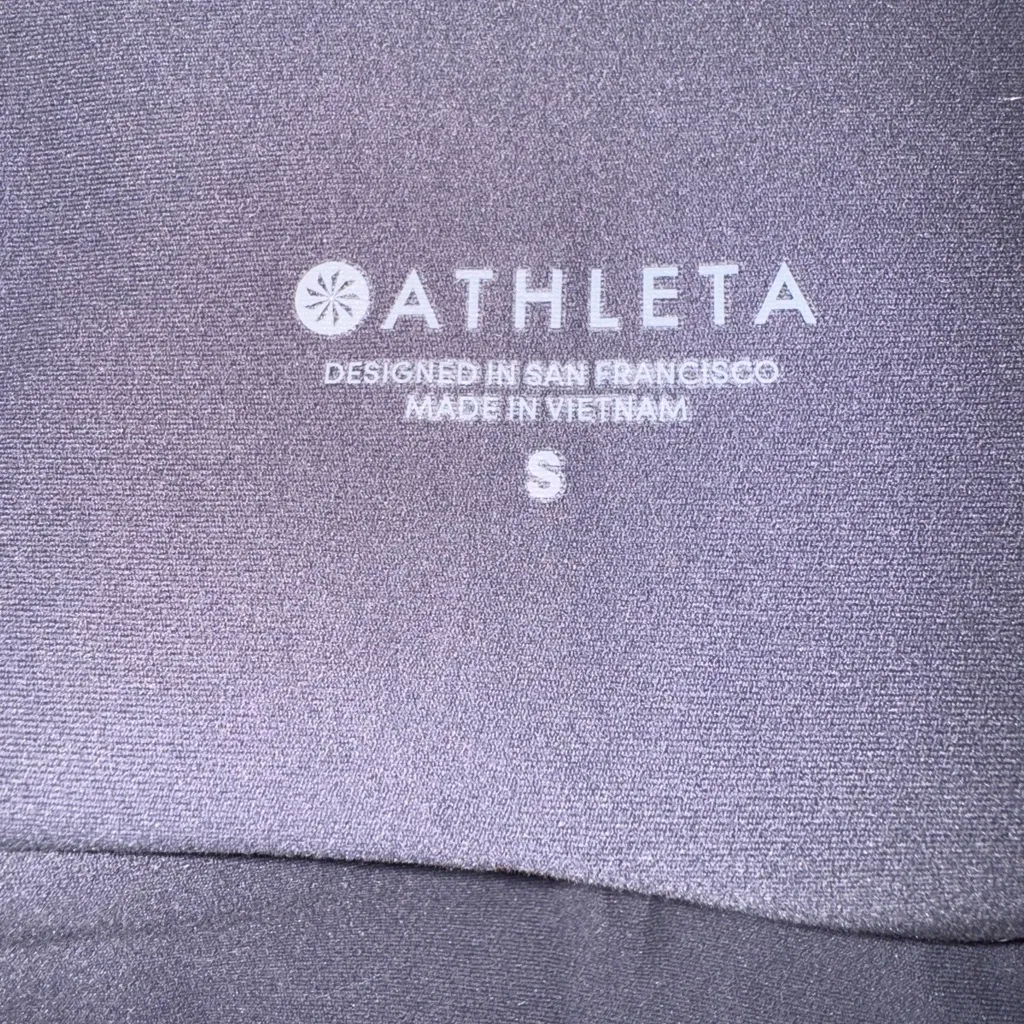 ATHLETA
DESIGNED IN SAN FRANCISCO
MADE IN VIETNAM
S